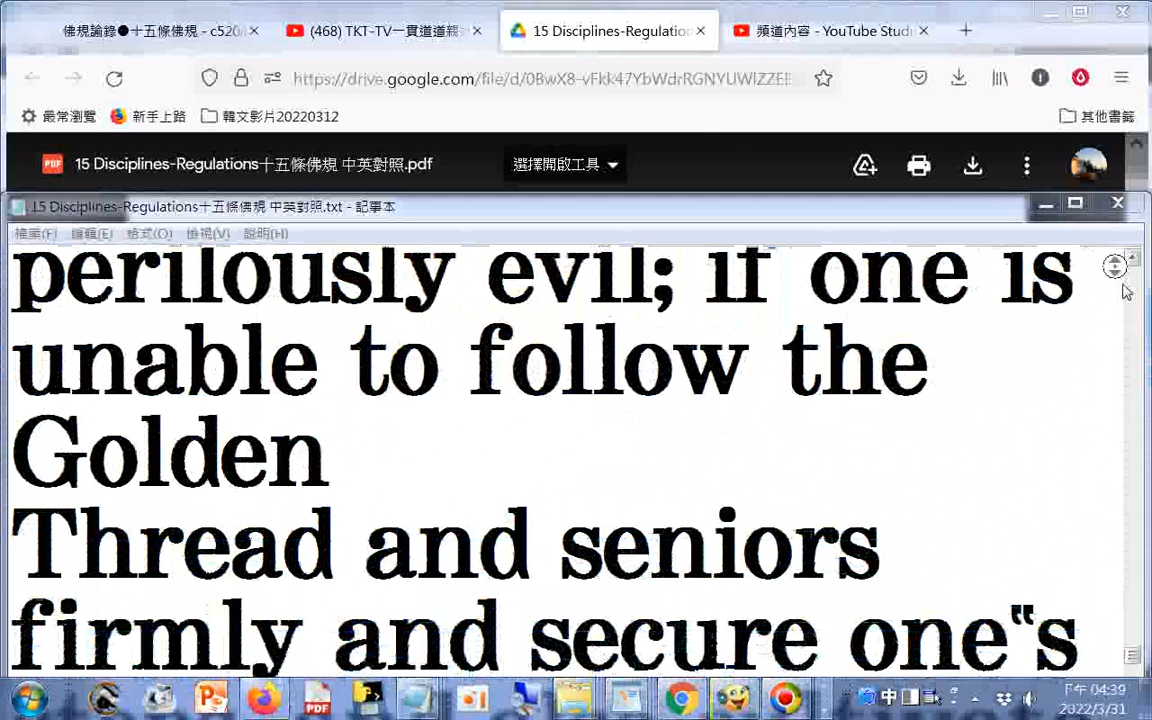 佛規論錄●十五條佛規 - c520/
(468) TKT-TV一貫道道親
15 Disciplines-Regulation
頻道內容 - YouTube Studi
https://drive.google.com/file/d/0BwX8-vFkk47YbWdrRGNYUWlZZEE
最常瀏覽
新手上路
韓文影片20220312
其他書籤
PDF
15 Disciplines-Regulations十五條佛規 中英對照.pdf
選擇開啟工具
15 Disciplines-Regulations十五條佛規 中英對照.txt - 記事本
檔案(F) 編輯(E) 格式(O) 檢視(V) 說明(H)
perilously evil; if one is
unable to follow the
Golden
Thread and seniors
firmly and secure one‟s
中
下午 04:39
2022/3/31